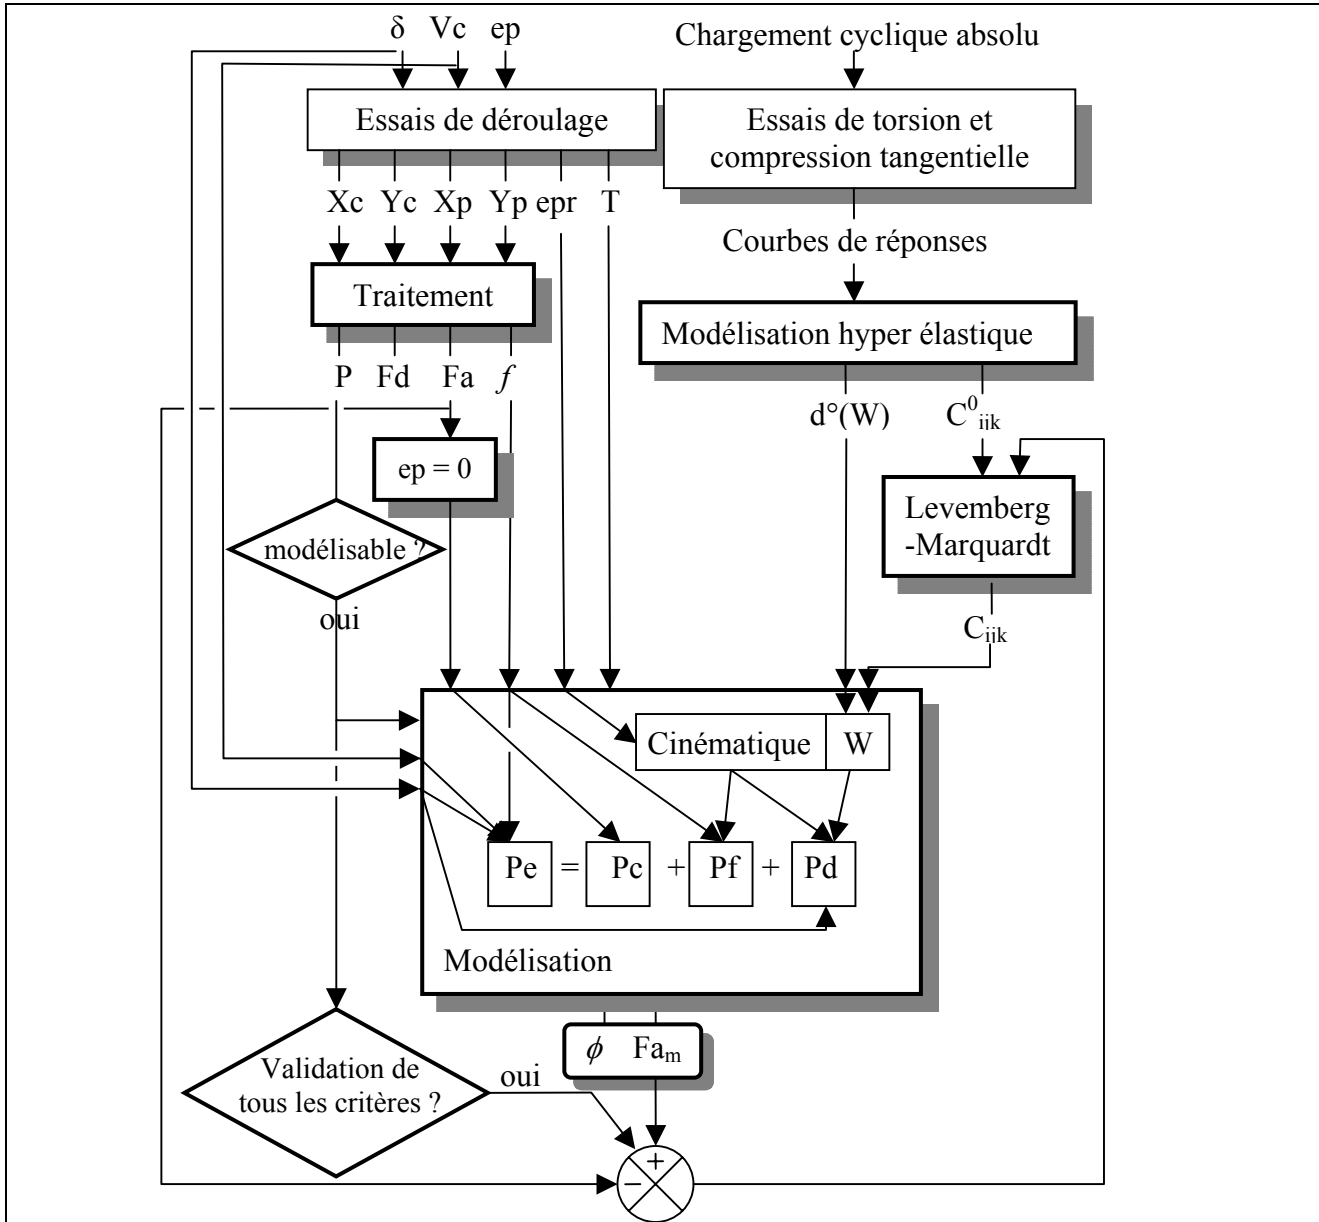 δ Vc ep
Chargement cyclique absolu
Essais de déroulage
Essais de torsion et
compression tangentielle
Xc Yc Xp Yp epr T
Courbes de réponses
Traitement
Modélisation hyper élastique
P Fd Fa f
d°(W) C⁰ijk
ep = 0
Levemberg
-Marquardt
modélisable ?
oui
Cijk
Cinématique W
Pe = Pc + Pf + Pd
Modélisation
ϕ Fam
Validation de
tous les critères ?
oui
+
−